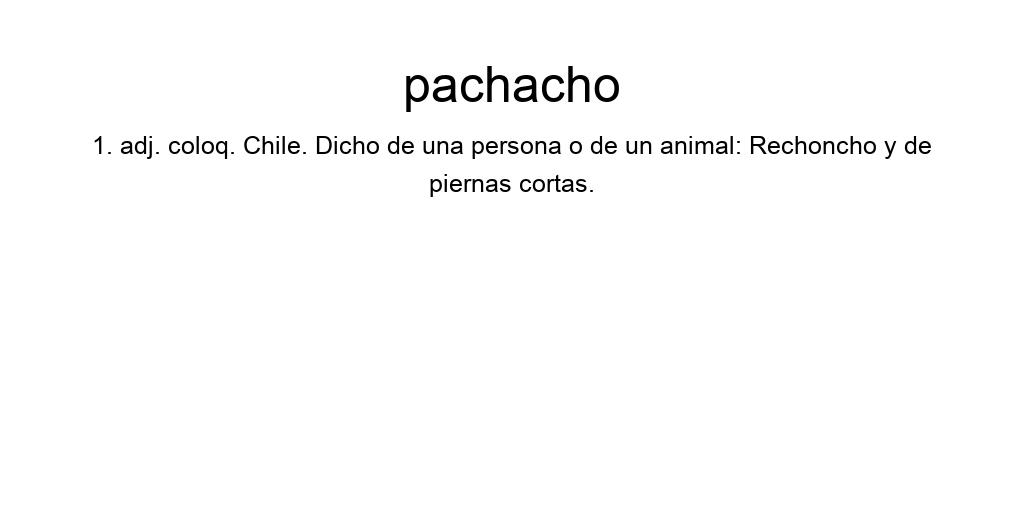 pachacho
1. adj. coloq. Chile. Dicho de una persona o de un animal: Rechoncho y de
piernas cortas.